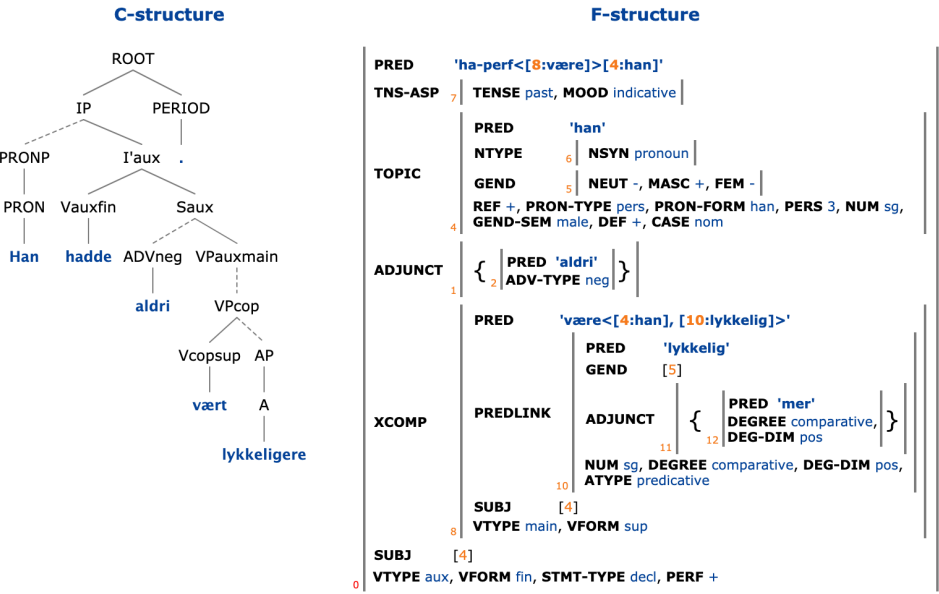 C-structure
ROOT
IP PERIOD
PRONP I'aux .
PRON Vauxfin Saux
Han hadde ADVneg VPauxmain
aldri VPcop
Vcopsup AP
vært A
lykkeligere
F-structure
PRED 'ha-perf<[8:være]>[4:han]'
TNS-ASP 7 TENSE past, MOOD indicative
PRED 'han'
NTYPE 6 NSYN pronoun
TOPIC
GEND 5 NEUT -, MASC +, FEM -
REF +, PRON-TYPE pers, PRON-FORM han, PERS 3, NUM sg,
4 GEND-SEM male, DEF +, CASE nom
PRED 'aldri'
ADJUNCT { 2 }
ADV-TYPE neg
1
PRED 'være<[4:han], [10:lykkelig]>'
PRED 'lykkelig'
GEND [5]
PRED 'mer'
PREDLINK ADJUNCT { DEGREE comparative, }
XCOMP
12 DEG-DIM pos
11
NUM sg, DEGREE comparative, DEG-DIM pos,
10 ATYPE predicative
SUBJ [4]
8 VTYPE main, VFORM sup
SUBJ [4]
0 VTYPE aux, VFORM fin, STMT-TYPE decl, PERF +